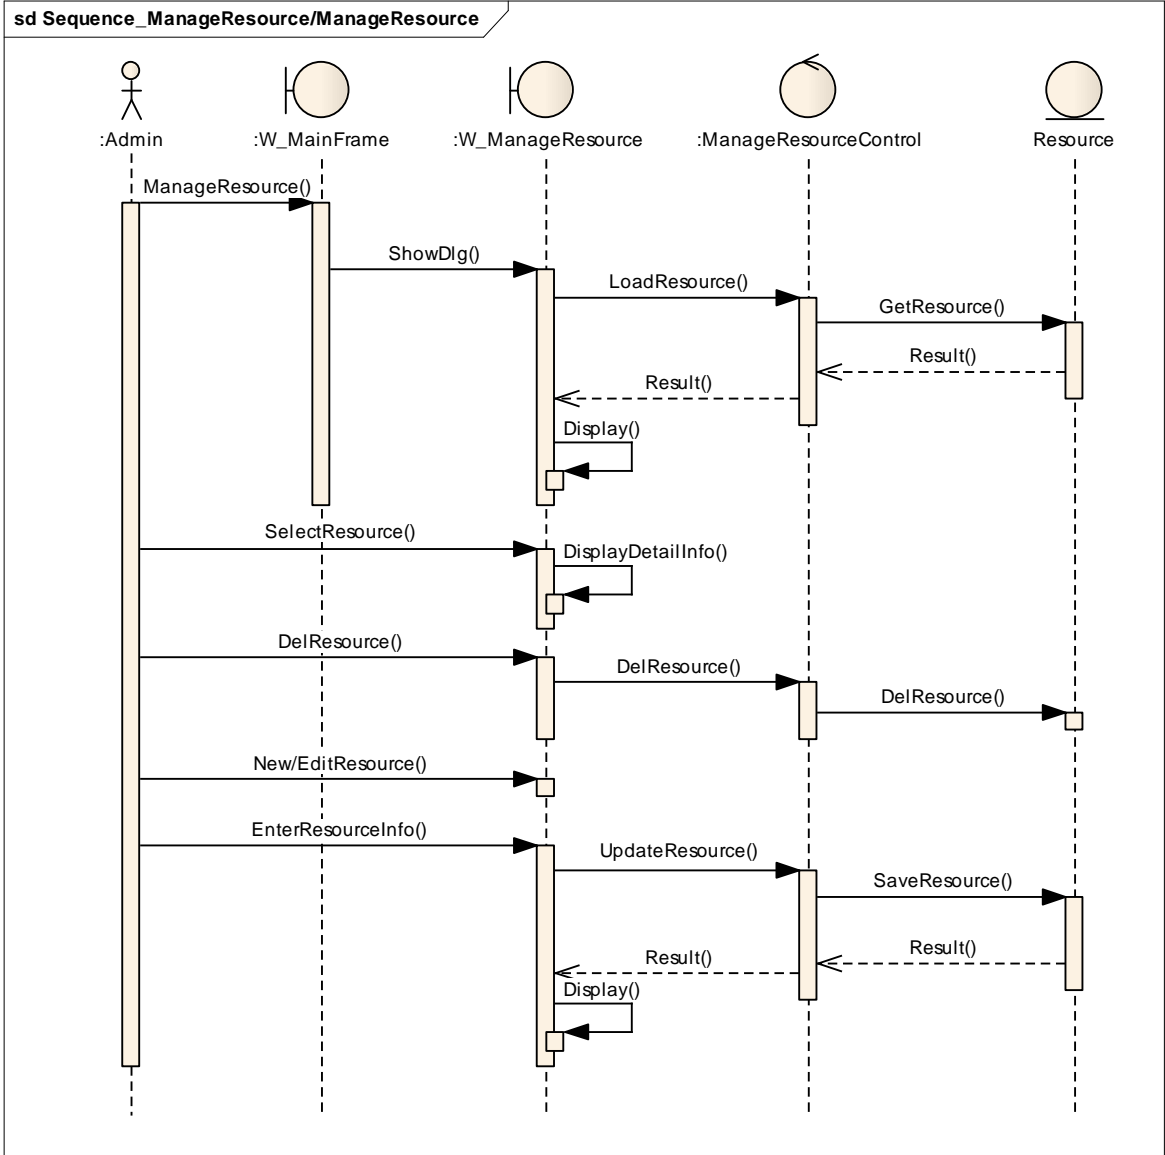 sd Sequence_ManageResource/ManageResource
:Admin
:W_MainFrame
:W_ManageResource
:ManageResourceControl
Resource
ManageResource()
ShowDlg()
LoadResource()
GetResource()
Result()
Result()
Display()
SelectResource()
DisplayDetailInfo()
DelResource()
DelResource()
DelResource()
New/EditResource()
EnterResourceInfo()
UpdateResource()
SaveResource()
Result()
Result()
Display()